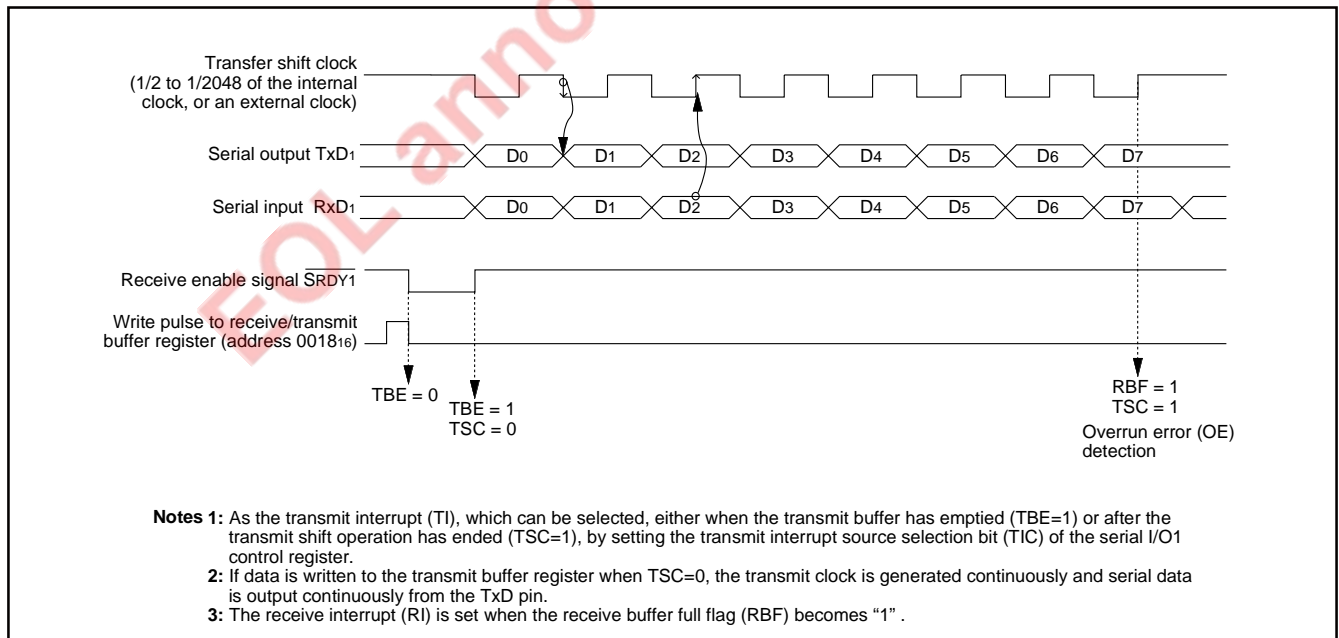 EOL anno
Transfer shift clock
(1/2 to 1/2048 of the internal
clock, or an external clock)
Serial output TxD1
D0 D1 D2 D3 D4 D5 D6 D7
Serial input RxD1
D0 D1 D2 D3 D4 D5 D6 D7
Receive enable signal SRDY1
Write pulse to receive/transmit
buffer register (address 001816)
TBE = 0
TBE = 1
TSC = 0
RBF = 1
TSC = 1
Overrun error (OE)
detection
Notes 1: As the transmit interrupt (TI), which can be selected, either when the transmit buffer has emptied (TBE=1) or after the
transmit shift operation has ended (TSC=1), by setting the transmit interrupt source selection bit (TIC) of the serial I/O1
control register.
2: If data is written to the transmit buffer register when TSC=0, the transmit clock is generated continuously and serial data
is output continuously from the TxD pin.
3: The receive interrupt (RI) is set when the receive buffer full flag (RBF) becomes “1” .